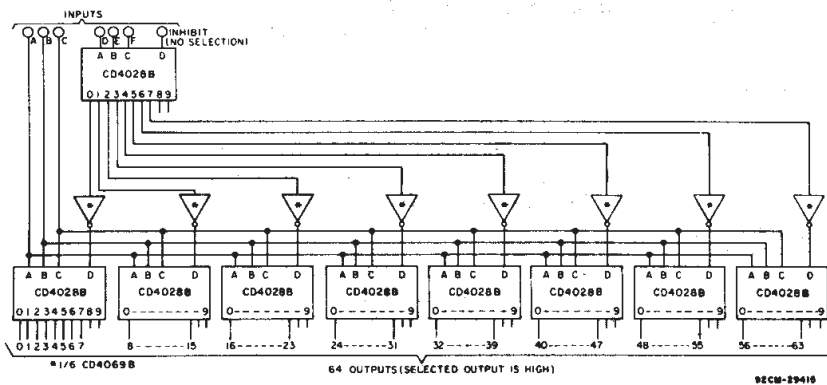 INPUTS
A B C D E F INHIBIT
(NO SELECTION)
A B C D
CD4028B
0 1 2 3 4 5 6 7 8 9
* * * * * * * *
A B C D A B C D A B C D A B C D A B C D A B C D A B C D A B C D
CD4028B CD4028B CD4028B CD4028B CD4028B CD4028B CD4028B CD4028B
0 1 2 3 4 5 6 7 8 9 0--------9 0--------9 0--------9 0--------9 0--------9 0--------9 0--------9
0 1 2 3 4 5 6 7 8--------15 16--------23 24--------31 32--------39 40--------47 48--------55 56--------63
*1/6 CD4069B
64 OUTPUTS (SELECTED OUTPUT IS HIGH)
92CM-29415